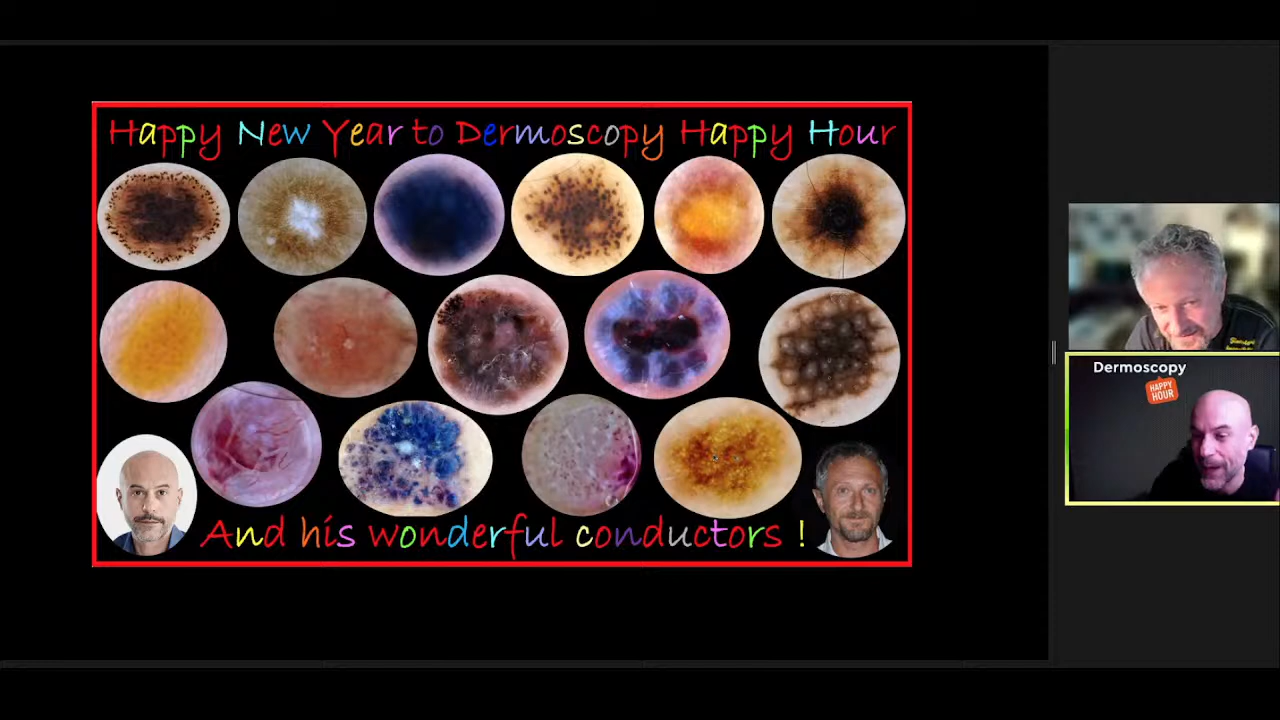 Happy New Year to Dermoscopy Happy Hour
And his wonderful conductors !
Dermoscopy
HAPPY
HOUR